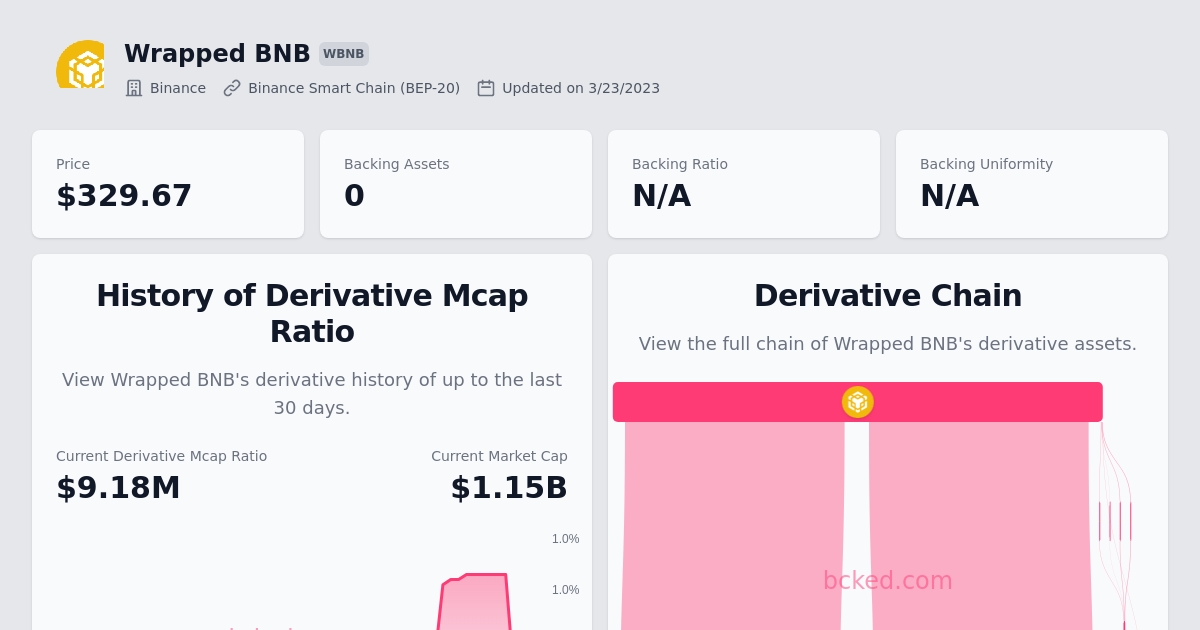 Wrapped BNB WBNB
Binance Binance Smart Chain (BEP-20) Updated on 3/23/2023
Price
$329.67
Backing Assets
0
Backing Ratio
N/A
Backing Uniformity
N/A
History of Derivative Mcap
Ratio
View Wrapped BNB's derivative history of up to the last
30 days.
Current Derivative Mcap Ratio
$9.18M
Current Market Cap
$1.15B
1.0%
1.0%
Derivative Chain
View the full chain of Wrapped BNB's derivative assets.
bcked.com